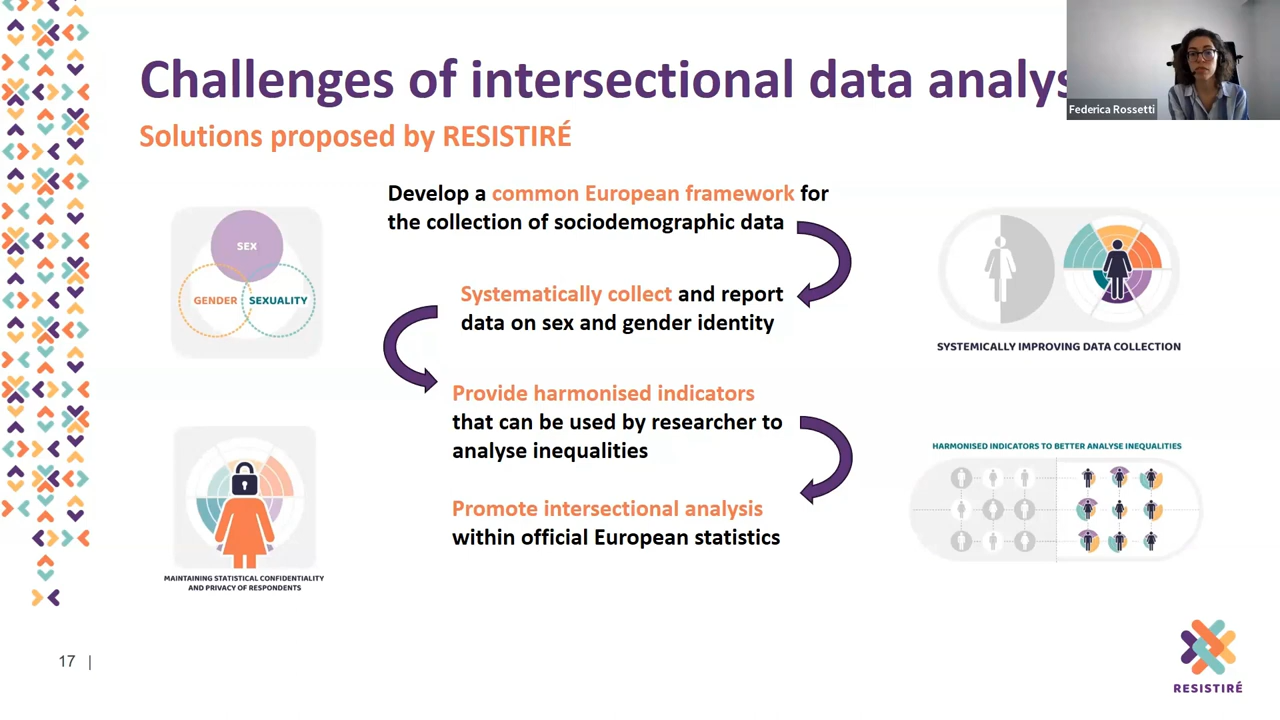 Challenges of intersectional data analys
Federica Rossetti
Solutions proposed by RESISTIRÉ
Develop a common European framework for
the collection of sociodemographic data
SEX
GENDER
SEXUALITY
Systematically collect and report
data on sex and gender identity
SYSTEMICALLY IMPROVING DATA COLLECTION
Provide harmonised indicators
that can be used by researcher to
analyse inequalities
HARMONISED INDICATORS TO BETTER ANALYSE INEQUALITIES
Promote intersectional analysis
within official European statistics
MAINTAINING STATISTICAL CONFIDENTIALITY
AND PRIVACY OF RESPONDENTS
17 |
RESISTIRÉ